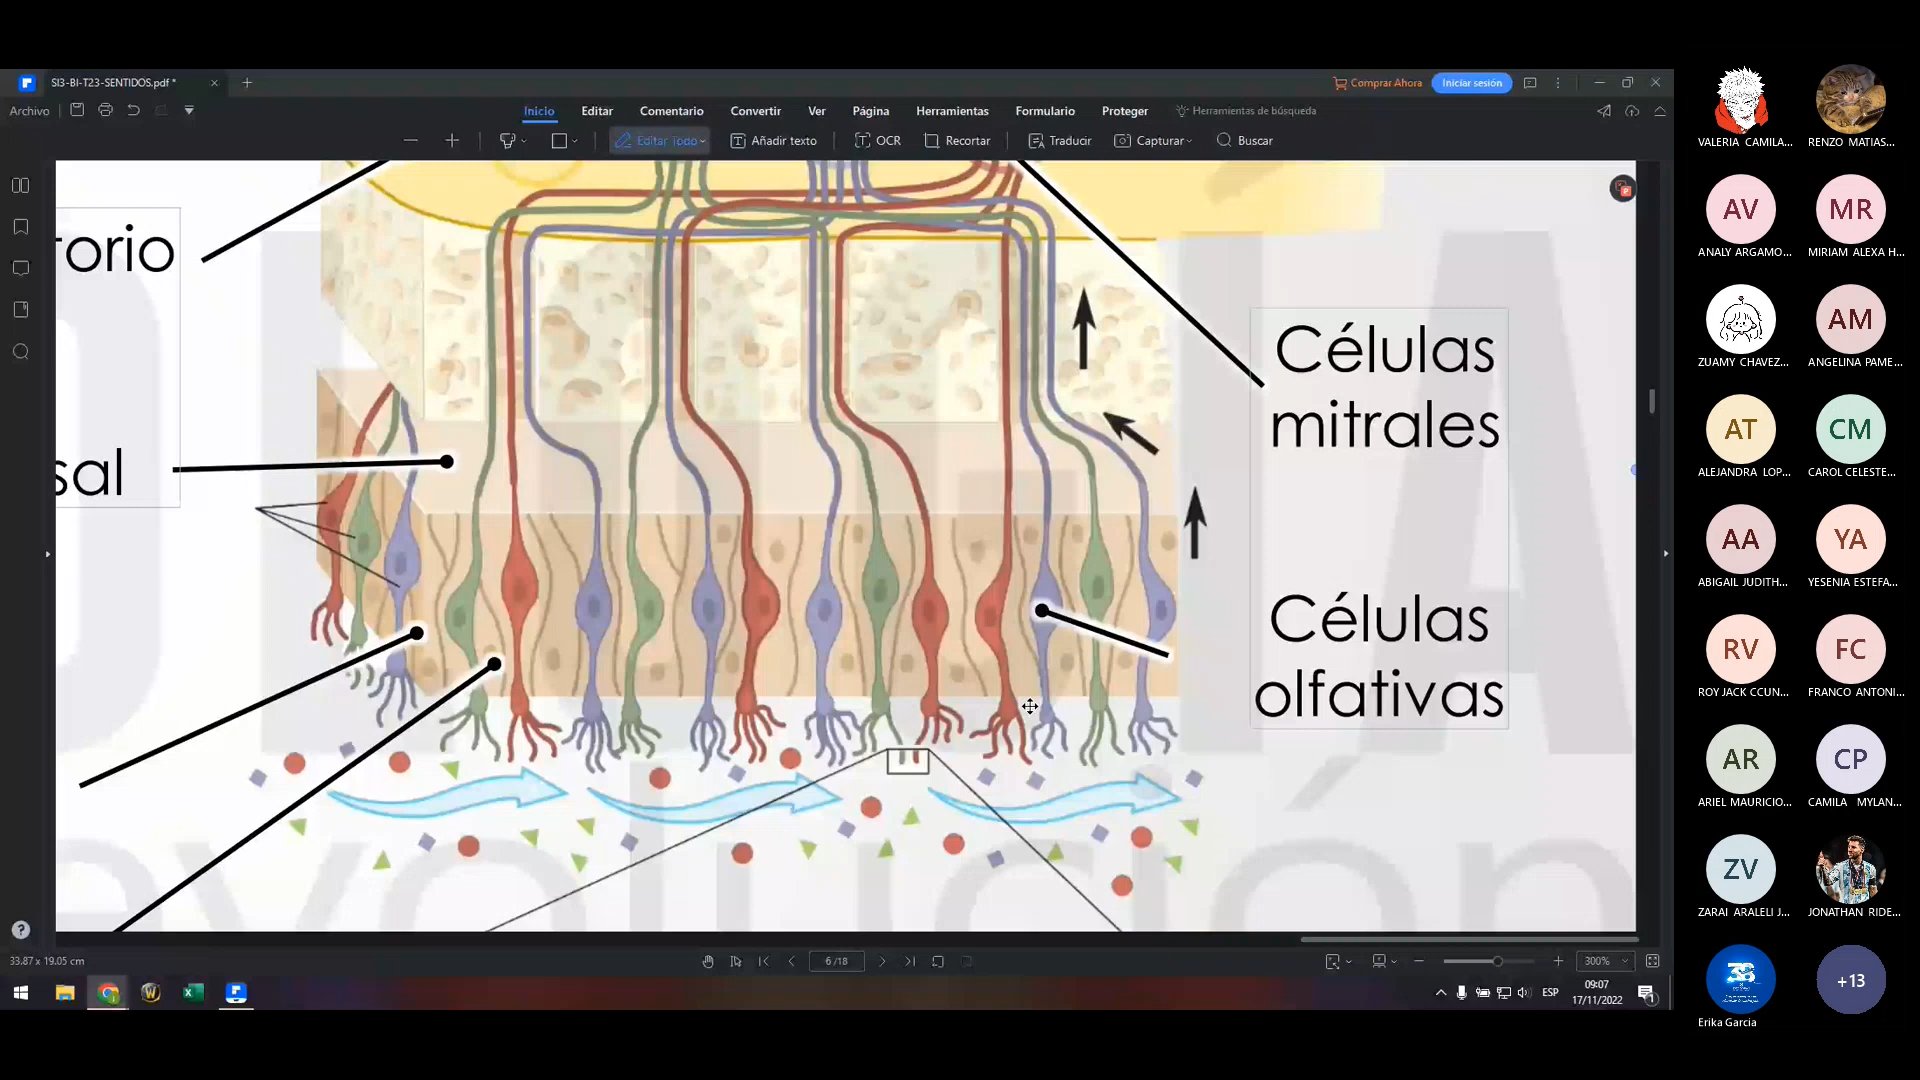 SI3-BI-T23-SENTIDOS.pdf *
Comprar Ahora
Iniciar sesión
Archivo
Inicio
Editar
Comentario
Convertir
Ver
Página
Herramientas
Formulario
Proteger
Herramientas de búsqueda
Editar Todo
Añadir texto
OCR
Recortar
Traducir
Capturar
Buscar
torio
sal
Células
mitrales
Células
olfativas
evolución
33.87 x 19.05 cm
6 /18
300%
ESP
09:07
17/11/2022
VALERIA CAMILA...
RENZO MATIAS...
AV
MR
ANALY ARGAMO...
MIRIAM ALEXA H...
ZUAMY CHAVEZ...
AM
ANGELINA PAME...
AT
CM
ALEJANDRA LOP...
CAROL CELESTE...
AA
YA
ABIGAIL JUDITH...
YESENIA ESTEFA...
RV
FC
ROY JACK CCUN...
FRANCO ANTONI...
AR
CP
ARIEL MAURICIO...
CAMILA MYLAN...
ZV
ZARAI ARALELI J...
JONATHAN RIDE...
+13
Erika Garcia